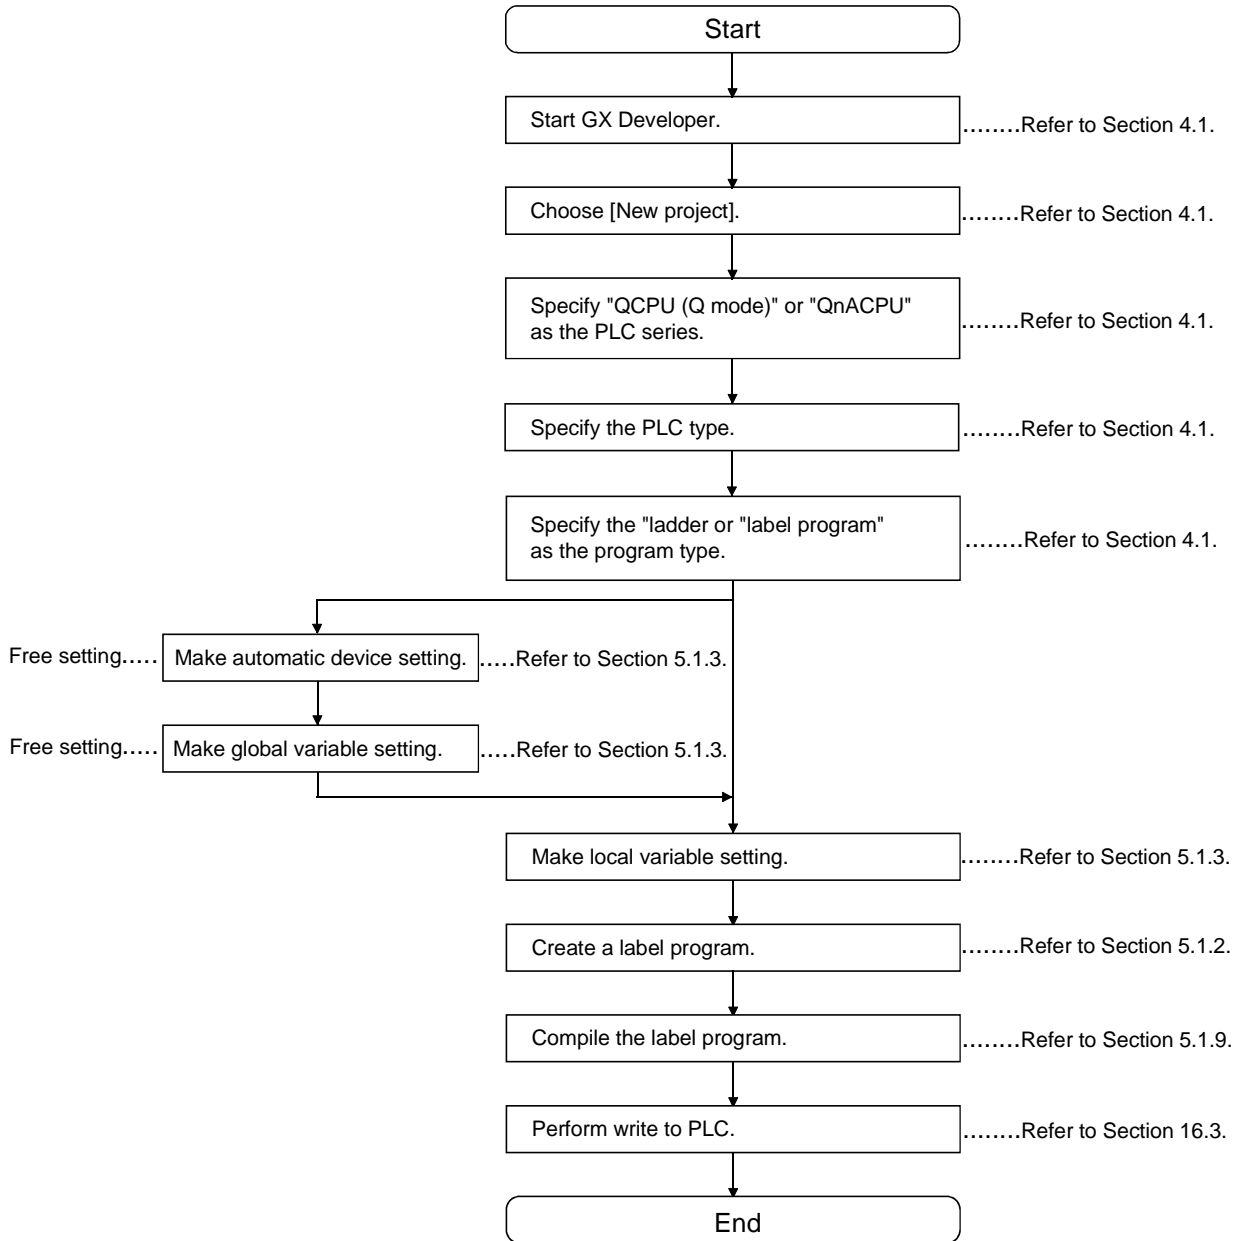 Start
Start GX Developer.
........Refer to Section 4.1.
Choose [New project].
........Refer to Section 4.1.
Specify "QCPU (Q mode)" or "QnACPU"
as the PLC series.
........Refer to Section 4.1.
Specify the PLC type.
........Refer to Section 4.1.
Specify the "ladder or "label program"
as the program type.
........Refer to Section 4.1.
Free setting..... Make automatic device setting. .....Refer to Section 5.1.3.
Free setting..... Make global variable setting. .....Refer to Section 5.1.3.
Make local variable setting.
........Refer to Section 5.1.3.
Create a label program.
........Refer to Section 5.1.2.
Compile the label program.
........Refer to Section 5.1.9.
Perform write to PLC.
........Refer to Section 16.3.
End